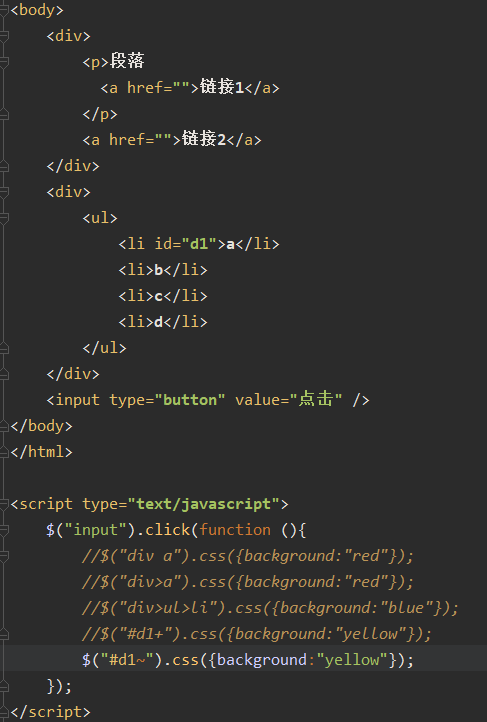 <body>
<div>
<p>段落
<a href="">链接1</a>
</p>
<a href="">链接2</a>
</div>
<div>
<ul>
<li id="d1">a</li>
<li>b</li>
<li>c</li>
<li>d</li>
</ul>
</div>
<input type="button" value="点击" />
</body>
</html>
<script type="text/javascript">
$("input").click(function (){
//$("div a").css({background:"red"});
//$("div>a").css({background:"red"});
//$("div>ul>li").css({background:"blue"});
//$("#d1+").css({background:"yellow"});
$("#d1~").css({background:"yellow"});
});
</script>